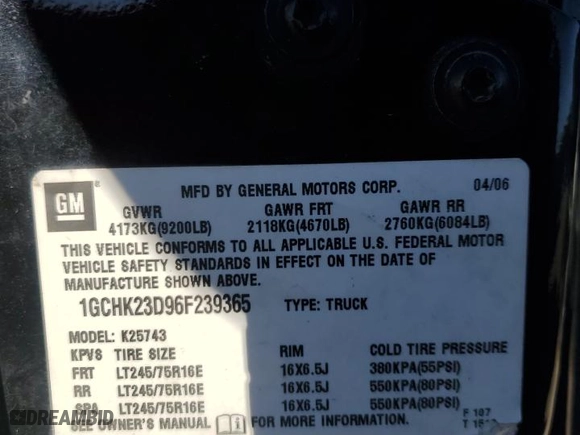 GM ®
MFD BY GENERAL MOTORS CORP. 04/06
GVWR GAWR FRT GAWR RR
4173KG(9200LB) 2118KG(4670LB) 2760KG(6084LB)
THIS VEHICLE CONFORMS TO ALL APPLICABLE U.S. FEDERAL MOTOR
VEHICLE SAFETY STANDARDS IN EFFECT ON THE DATE OF
MANUFACTURE SHOWN ABOVE.
1GCHK23D96F239365 TYPE: TRUCK
MODEL: K25743
KPVS TIRE SIZE RIM COLD TIRE PRESSURE
FRT LT245/75R16E 16X6.5J 380KPA(55PSI)
RR LT245/75R16E 16X6.5J 550KPA(80PSI)
SPA LT245/75R16E 16X6.5J 550KPA(80PSI)
SEE OWNER'S MANUAL FOR MORE INFORMATION.
F 107
DREAMBID